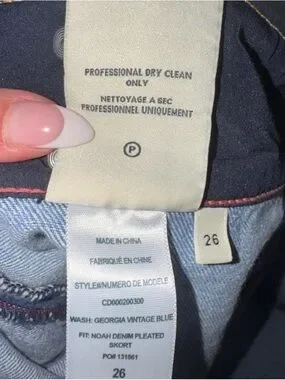 PROFESSIONAL DRY CLEAN
ONLY
NETTOYAGE A SEC
PROFESSIONNEL UNIQUEMENT
P
26
MADE IN CHINA
FABRIQUÉ EN CHINE
STYLE#/NUMERO DE MODELE
CD000200300
WASH: GEORGIA VINTAGE BLUE
FIT: NOAH DENIM PLEATED
SKORT
PO# 131661
26